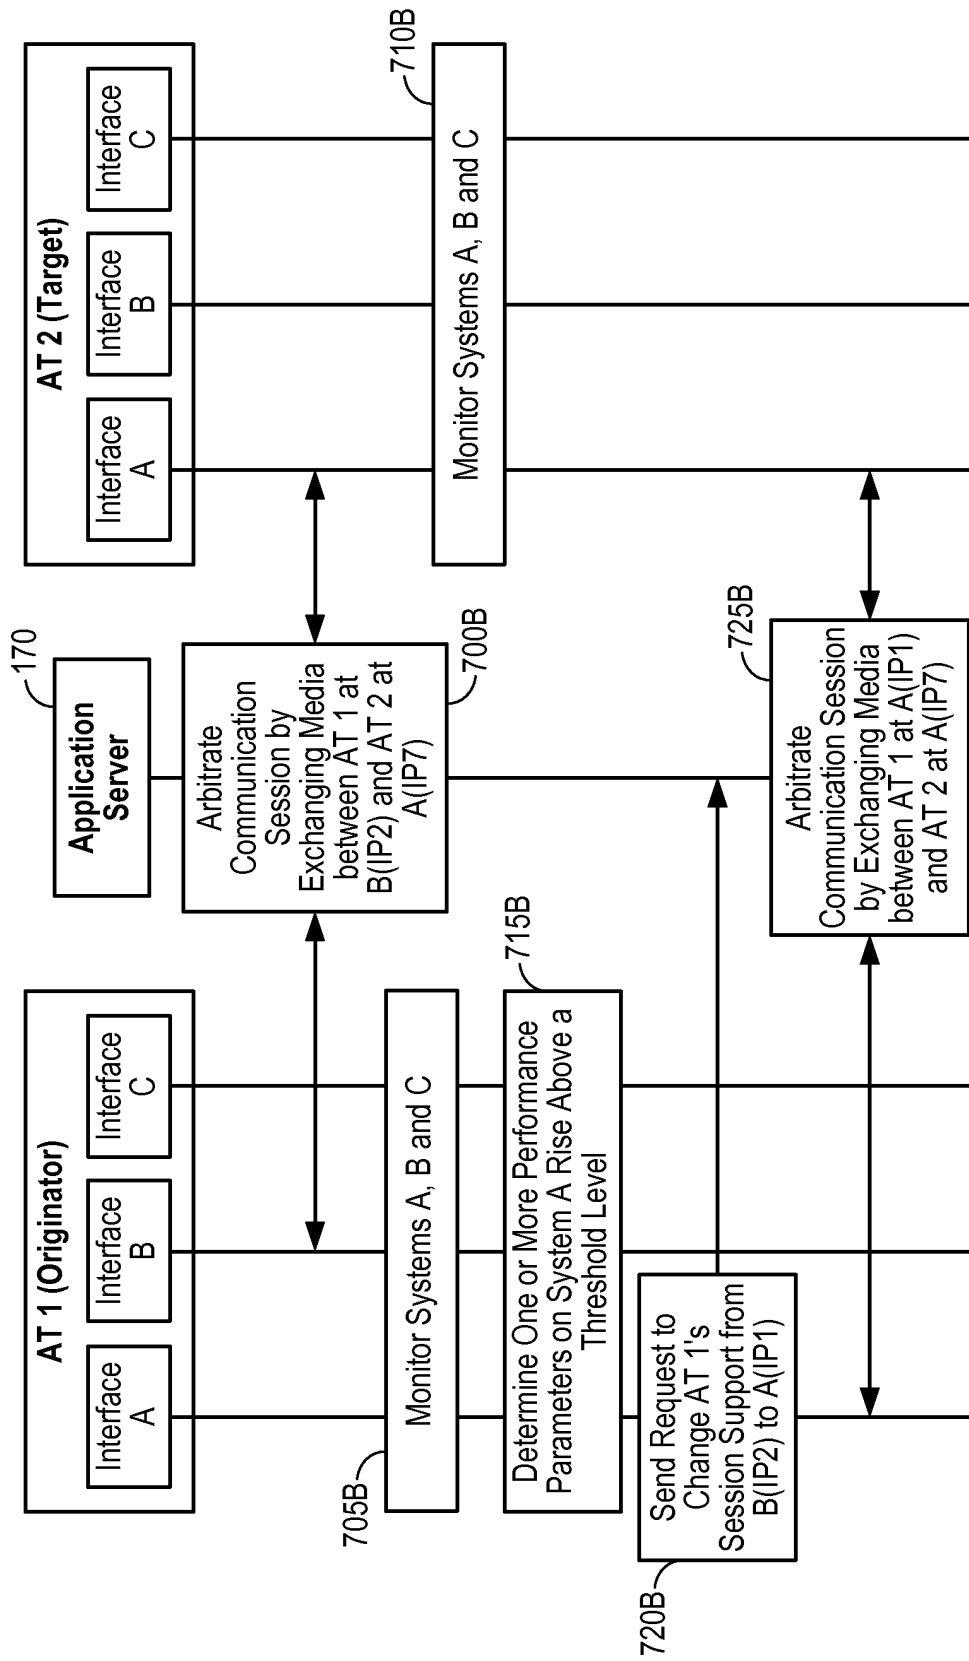 AT 1 (Originator)
Interface
A
Interface
B
Interface
C
Application
Server
170
AT 2 (Target)
Interface
A
Interface
B
Interface
C
Arbitrate
Communication
Session by
Exchanging Media
between AT 1 at
B(IP2) and AT 2 at
A(IP7)
700B
Monitor Systems A, B and C
705B
Monitor Systems A, B and C
710B
Determine One or More Performance
Parameters on System A Rise Above a
Threshold Level
715B
Send Request to
Change AT 1's
Session Support from
B(IP2) to A(IP1)
720B
Arbitrate
Communication Session
by Exchanging Media
between AT 1 at A(IP1)
and AT 2 at A(IP7)
725B